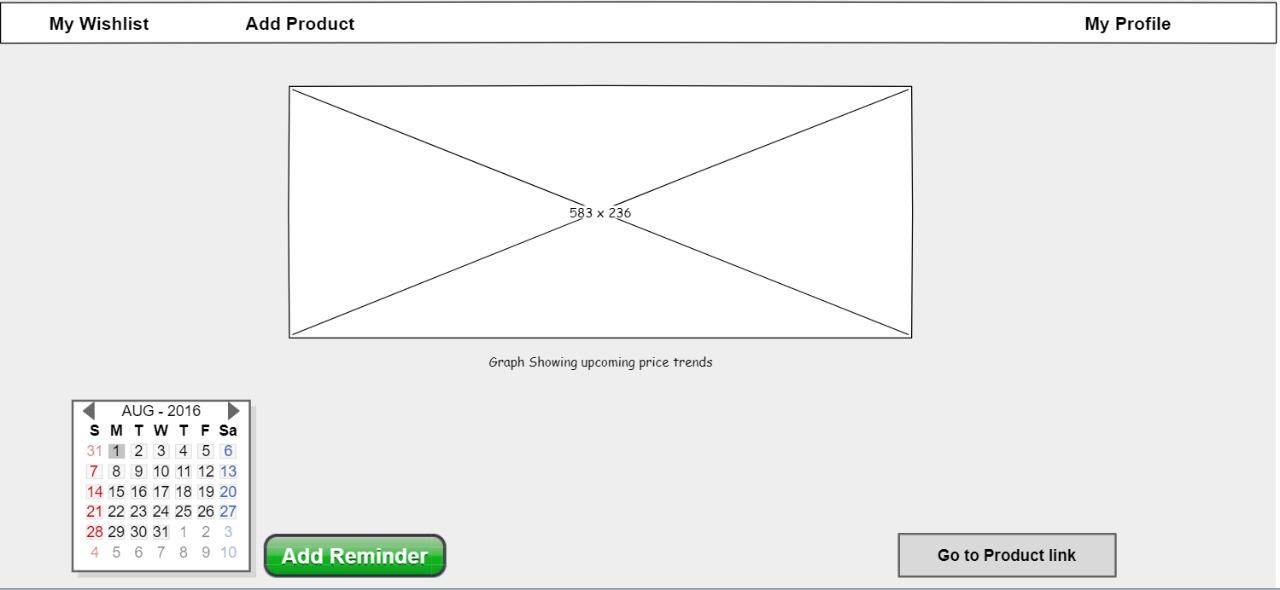 My Wishlist Add Product My Profile
583 x 236
Graph Showing upcoming price trends
AUG - 2016
S M T W T F Sa
31 1 2 3 4 5 6
7 8 9 10 11 12 13
14 15 16 17 18 19 20
21 22 23 24 25 26 27
28 29 30 31 1 2 3
4 5 6 7 8 9 10
Add Reminder
Go to Product link